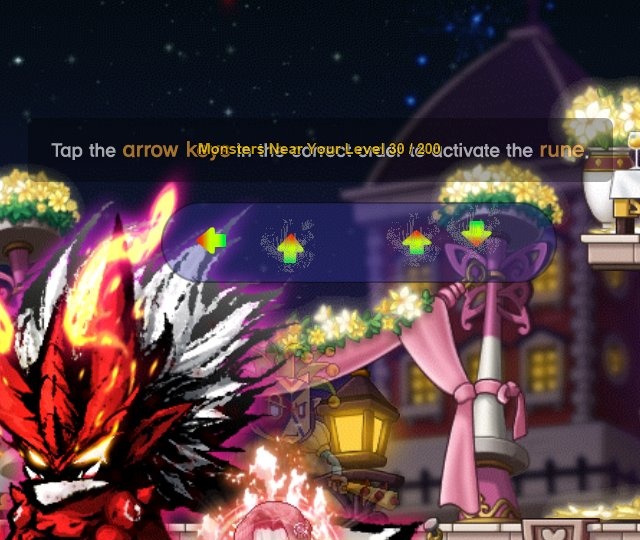 Tap the arrow keys in the correct order to activate the rune.
Monsters Near Your Level 30 / 200